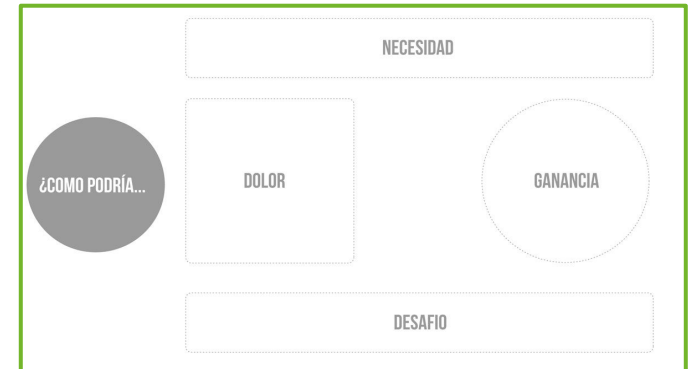 NECESIDAD
¿COMO PODRÍA...
DOLOR
GANANCIA
DESAFIO